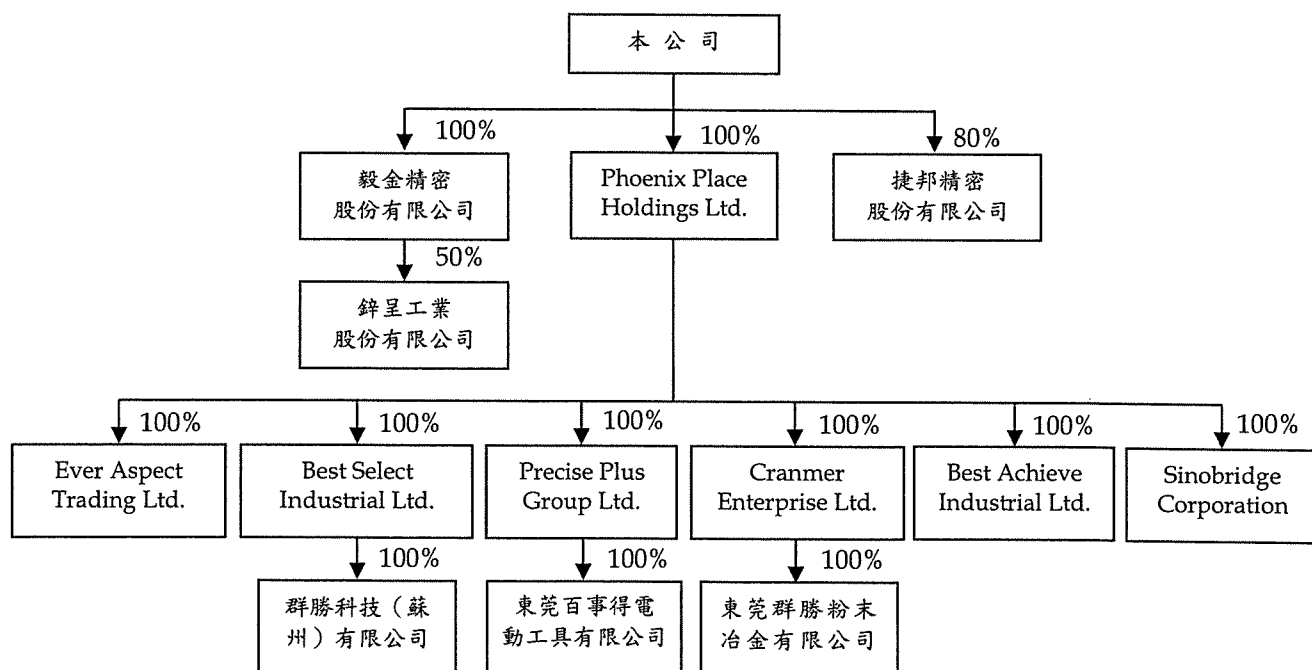 本公司
100%
100%
80%
毅金精密
股份有限公司
Phoenix Place
Holdings Ltd.
捷邦精密
股份有限公司
50%
鋅呈工業
股份有限公司
100%
100%
100%
100%
100%
100%
Ever Aspect
Trading Ltd.
Best Select
Industrial Ltd.
Precise Plus
Group Ltd.
Cranmer
Enterprise Ltd.
Best Achieve
Industrial Ltd.
Sinobridge
Corporation
100%
100%
100%
群勝科技（蘇
州）有限公司
東莞百事得電
動工具有限公司
東莞群勝粉末
冶金有限公司